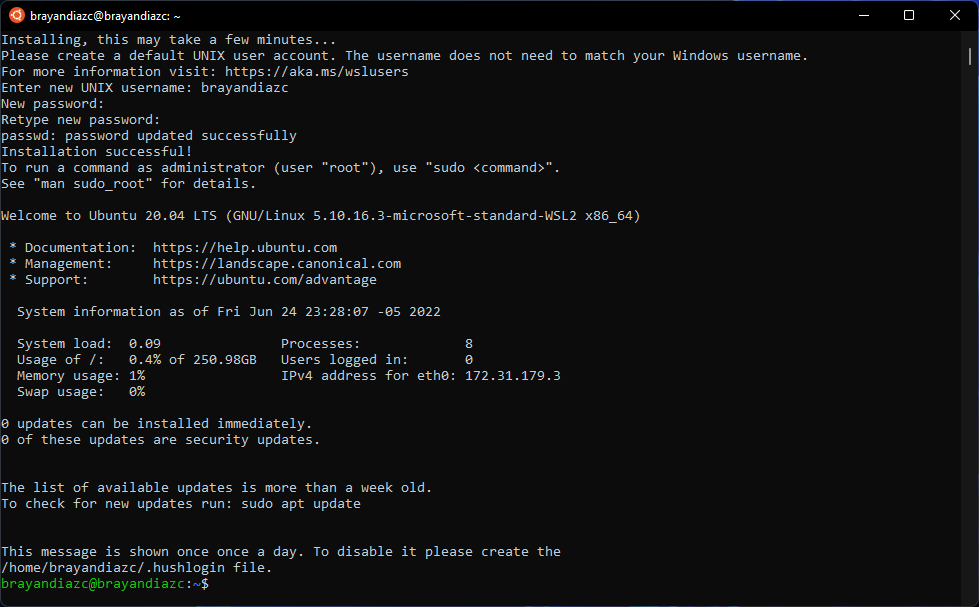 brayandiazc@brayandiazc: ~
Installing, this may take a few minutes...
Please create a default UNIX user account. The username does not need to match your Windows username.
For more information visit: https://aka.ms/wslusers
Enter new UNIX username: brayandiazc
New password:
Retype new password:
passwd: password updated successfully
Installation successful!
To run a command as administrator (user "root"), use "sudo <command>".
See "man sudo_root" for details.
Welcome to Ubuntu 20.04 LTS (GNU/Linux 5.10.16.3-microsoft-standard-WSL2 x86_64)
* Documentation:  https://help.ubuntu.com
* Management:     https://landscape.canonical.com
* Support:        https://ubuntu.com/advantage
System information as of Fri Jun 24 23:28:07 -05 2022
System load:  0.09               Processes:             8
Usage of /:   0.4% of 250.98GB   Users logged in:       0
Memory usage: 1%                 IPv4 address for eth0: 172.31.179.3
Swap usage:   0%
0 updates can be installed immediately.
0 of these updates are security updates.
The list of available updates is more than a week old.
To check for new updates run: sudo apt update
This message is shown once once a day. To disable it please create the
/home/brayandiazc/.hushlogin file.
brayandiazc@brayandiazc:~$